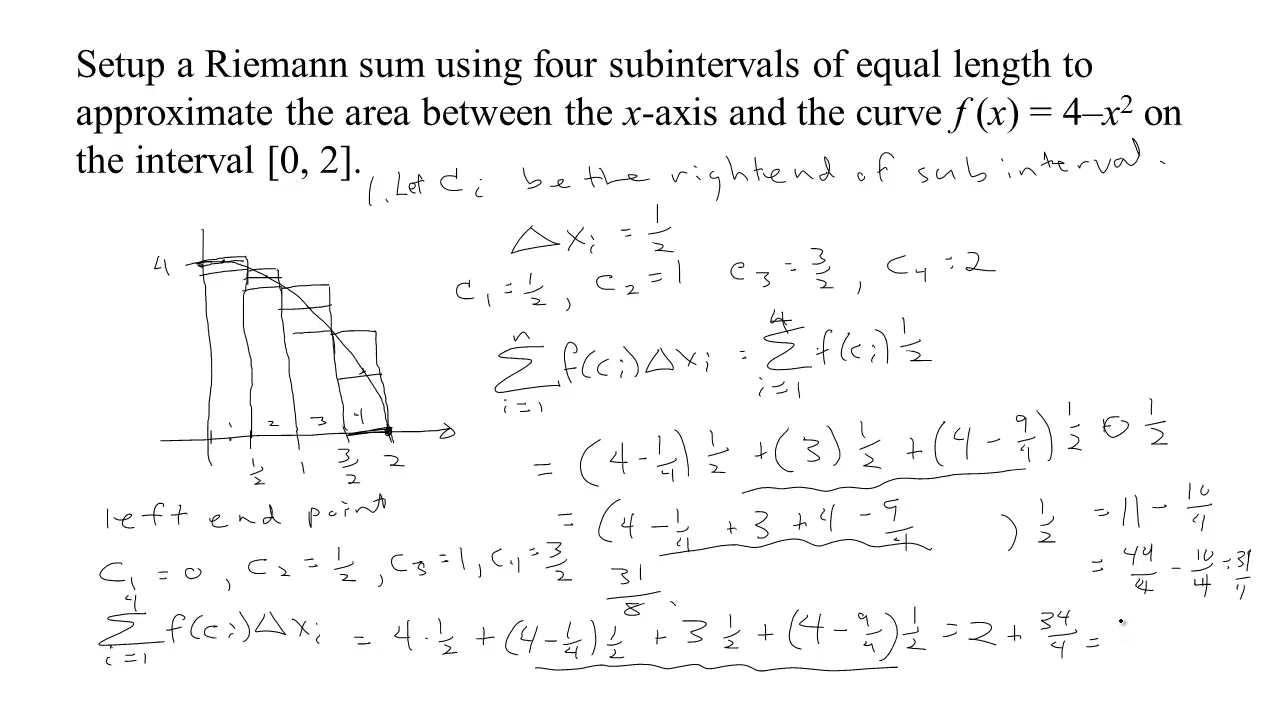 Setup a Riemann sum using four subintervals of equal length to
approximate the area between the x-axis and the curve f (x) = 4–x² on
the interval [0, 2].
1. Let Cᵢ be the right end of subinterval.
Δxᵢ = 1/2
C₁ = 1/2, C₂ = 1 C₃ = 3/2, C₄ = 2
4
1 2 3 4
1/2 1 3/2 2
n Σ i=1 f(cᵢ)Δxᵢ = 4 Σ i=1 f(cᵢ) 1/2
= (4 - 1/4) 1/2 + (3) 1/2 + (4 - 9/4) 1/2 0 1/2
= (4 - 1/4 + 3 + 4 - 9/4 ) 1/2 = 11 - 10/4
= 44/4 - 10/4
31/8
left end point
C₁ = 0, C₂ = 1/2, C₃ = 1, C₄ = 3/2
4 Σ i=1 f(cᵢ)Δxᵢ = 4 · 1/2 + (4 - 1/4) 1/2 + 3 1/2 + (4 - 9/4) 1/2 = 2 + 34/4 =